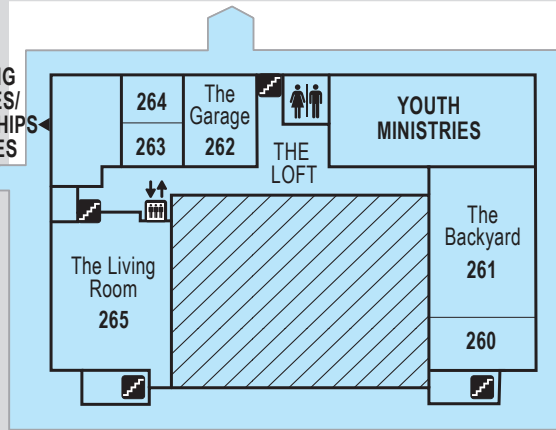 264
263
The
Garage
262
THE
LOFT
YOUTH
MINISTRIES
The
Backyard
261
260
The Living
Room
265